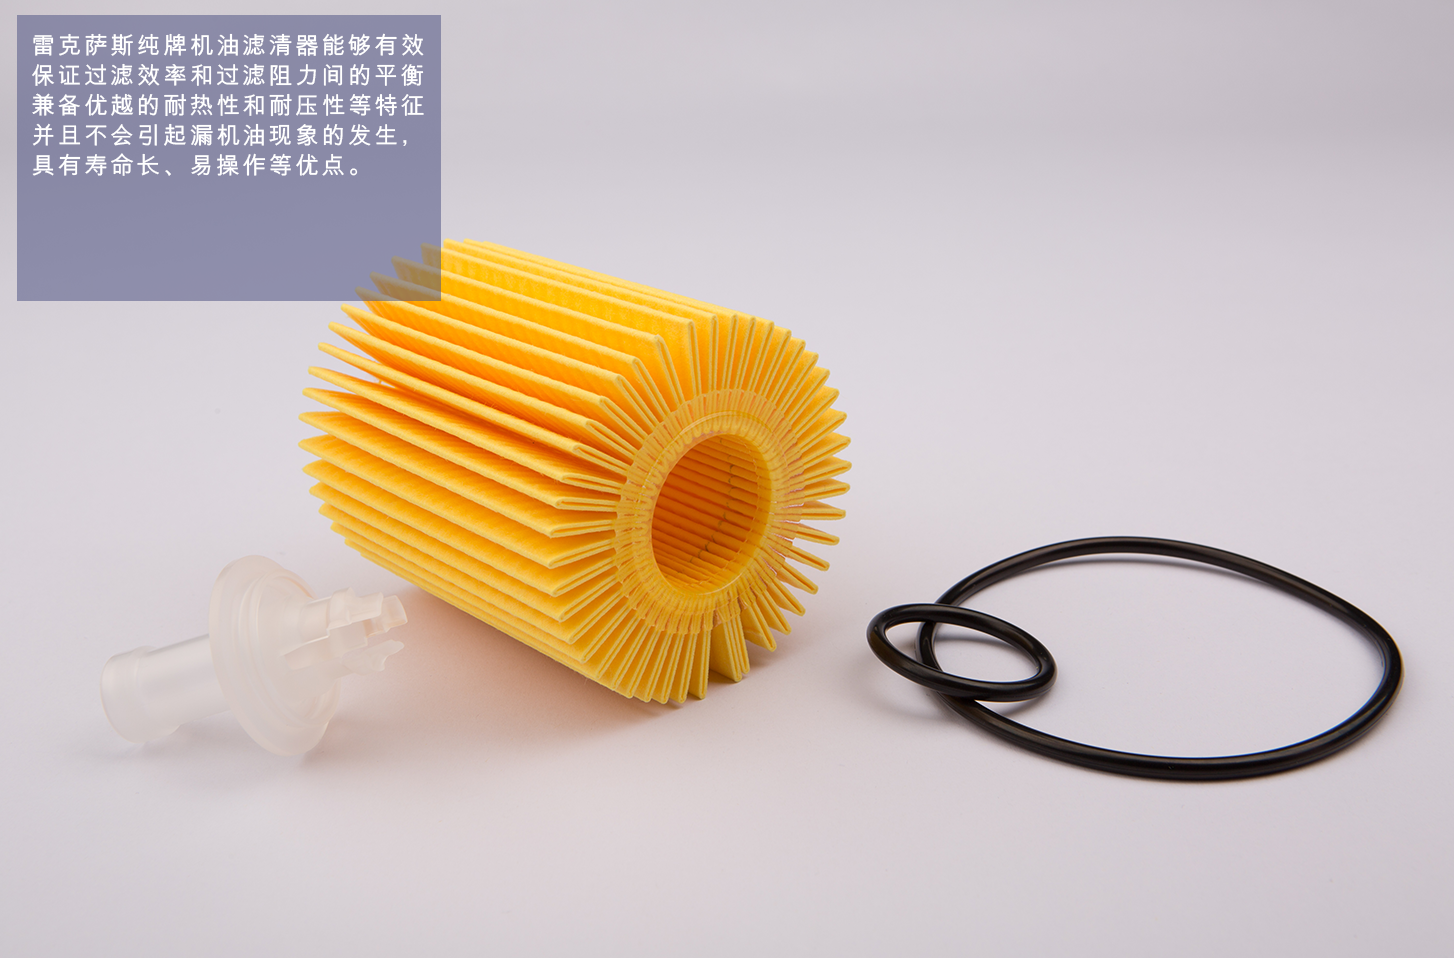 雷克萨斯纯牌机油滤清器能够有效
保证过滤效率和过滤阻力间的平衡
兼备优越的耐热性和耐压性等特征
并且不会引起漏机油现象的发生，
具有寿命长、易操作等优点。